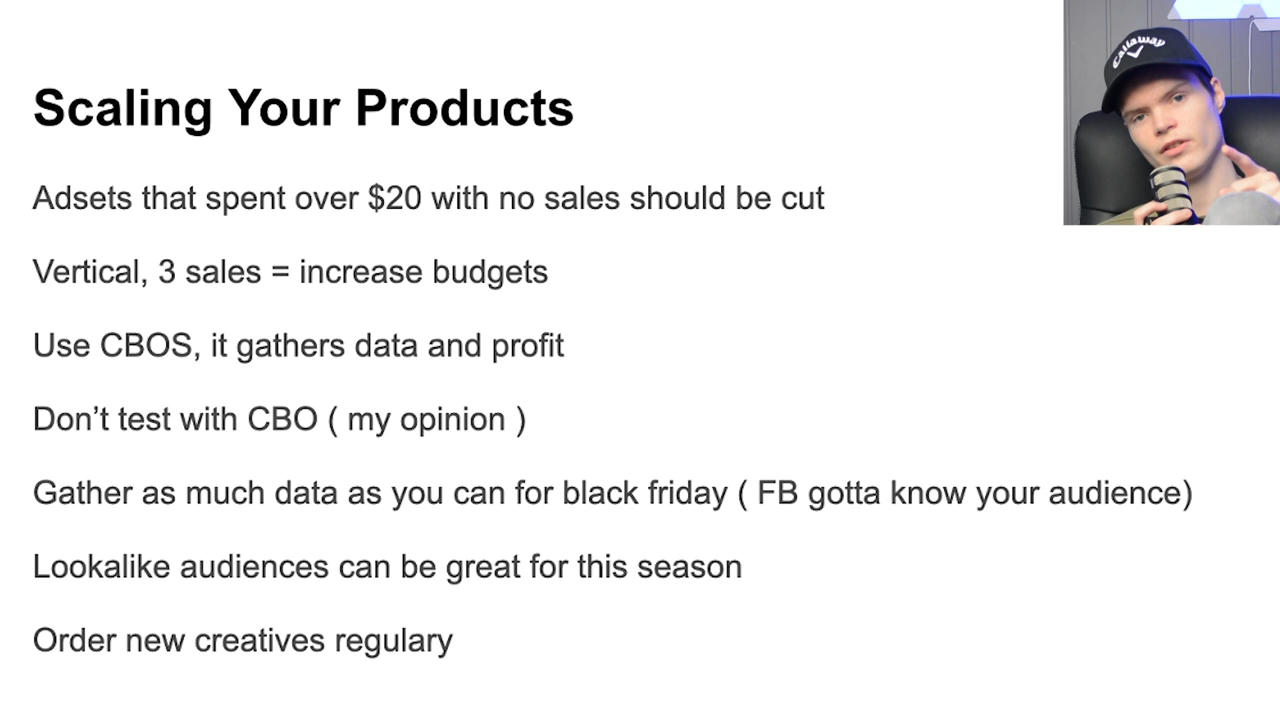 Callaway
Scaling Your Products
Adsets that spent over $20 with no sales should be cut
Vertical, 3 sales = increase budgets
Use CBOS, it gathers data and profit
Don’t test with CBO ( my opinion )
Gather as much data as you can for black friday ( FB gotta know your audience)
Lookalike audiences can be great for this season
Order new creatives regulary